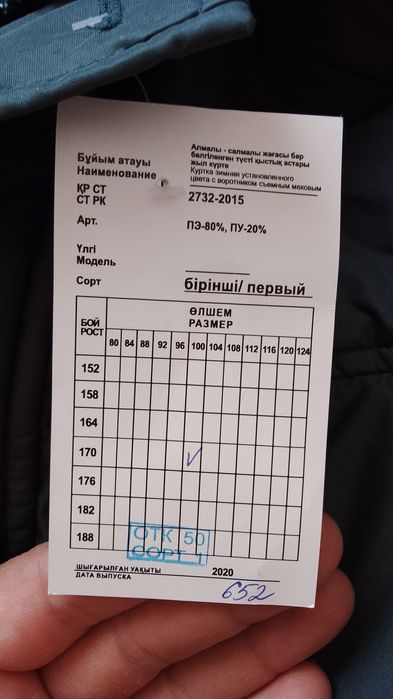 Бұйым атауы
Наименование
Алмалы - салмалы жағасы бар
белгіленген түсті қыстық астары
жыл күрте
Куртка зимняя установленного
цвета с воротником съемным меховым
ҚР СТ
СТ РК
2732-2015
Арт.
ПЭ-80%, ПУ-20%
Үлгі
Модель
Сорт
бірінші/ первый
БОЙ
РОСТ
ӨЛШЕМ
РАЗМЕР
80 84 88 92 96 100 104 108 112 116 120 124
152
158
164
170
176
182
188
ОТК 50
СОРТ 1
ШЫҒАРЫЛҒАН УАҚЫТЫ
ДАТА ВЫПУСКА
2020
652